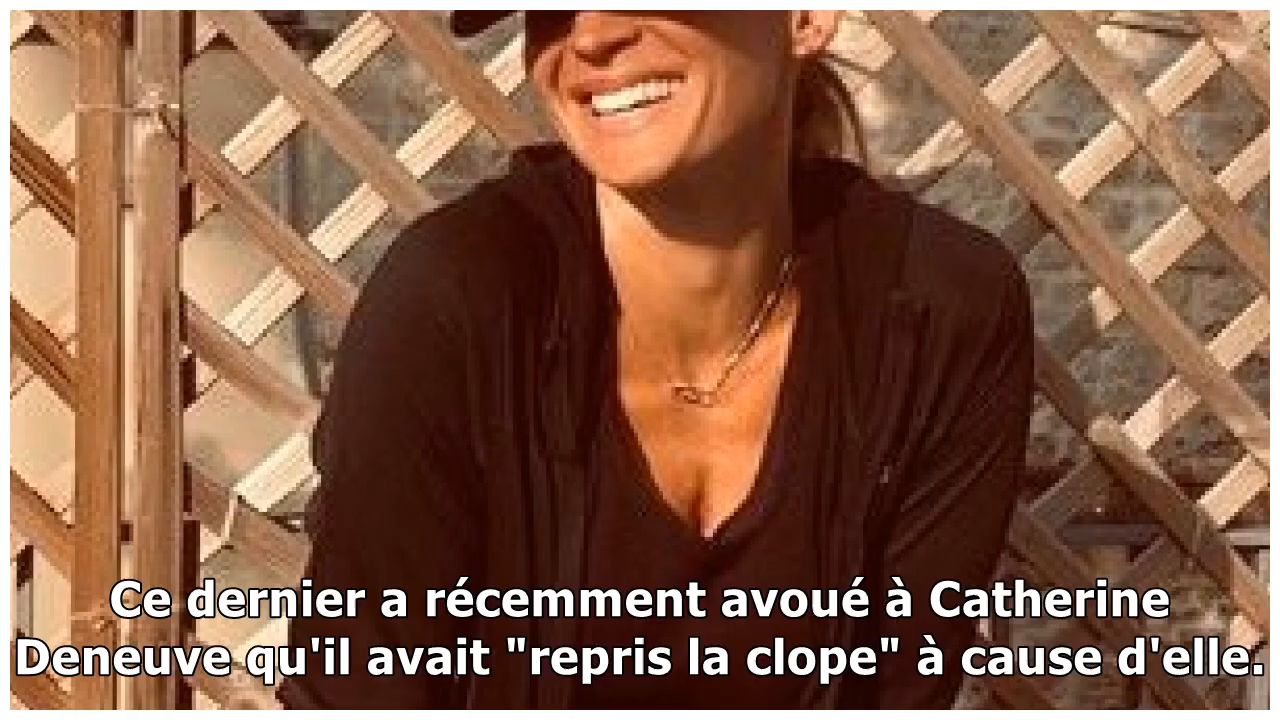 Ce dernier a récemment avoué à Catherine
Deneuve qu'il avait "repris la clope" à cause d'elle.